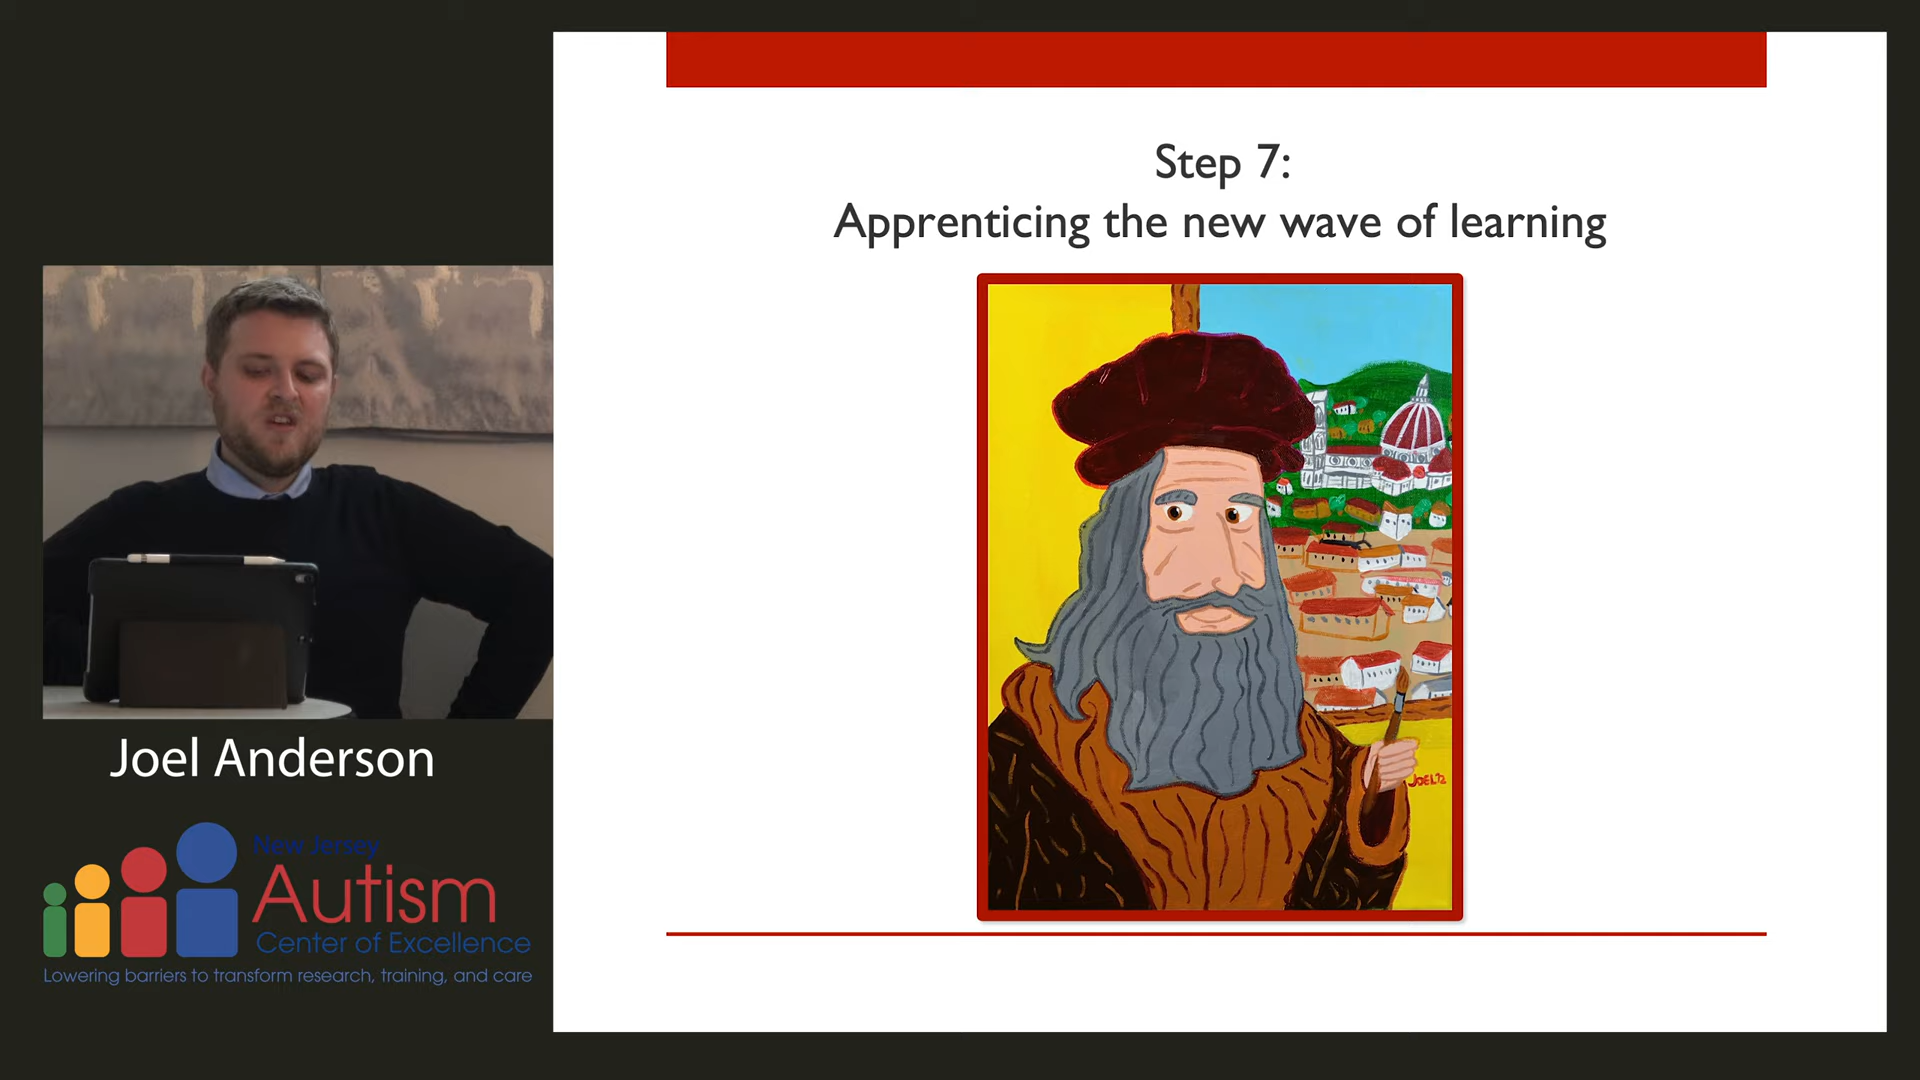 Step 7:
Apprenticing the new wave of learning
JOEL'12
Joel Anderson
New Jersey
Autism
Center of Excellence
Lowering barriers to transform research, training, and care